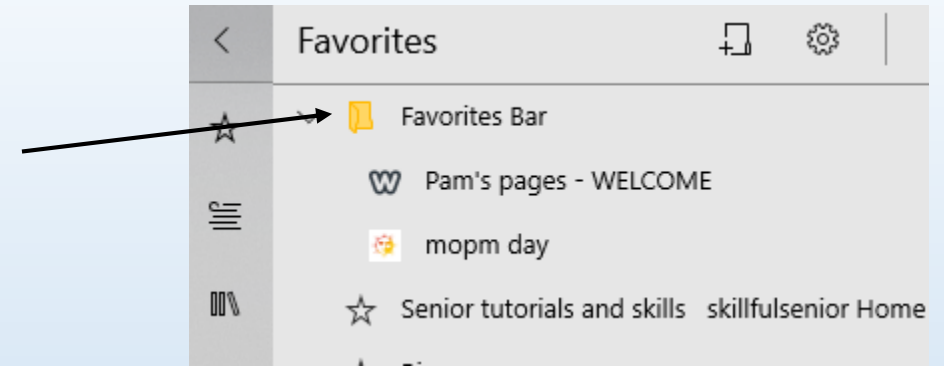 Favorites
Favorites Bar
Pam's pages - WELCOME
mopm day
Senior tutorials and skills skillfulsenior Home